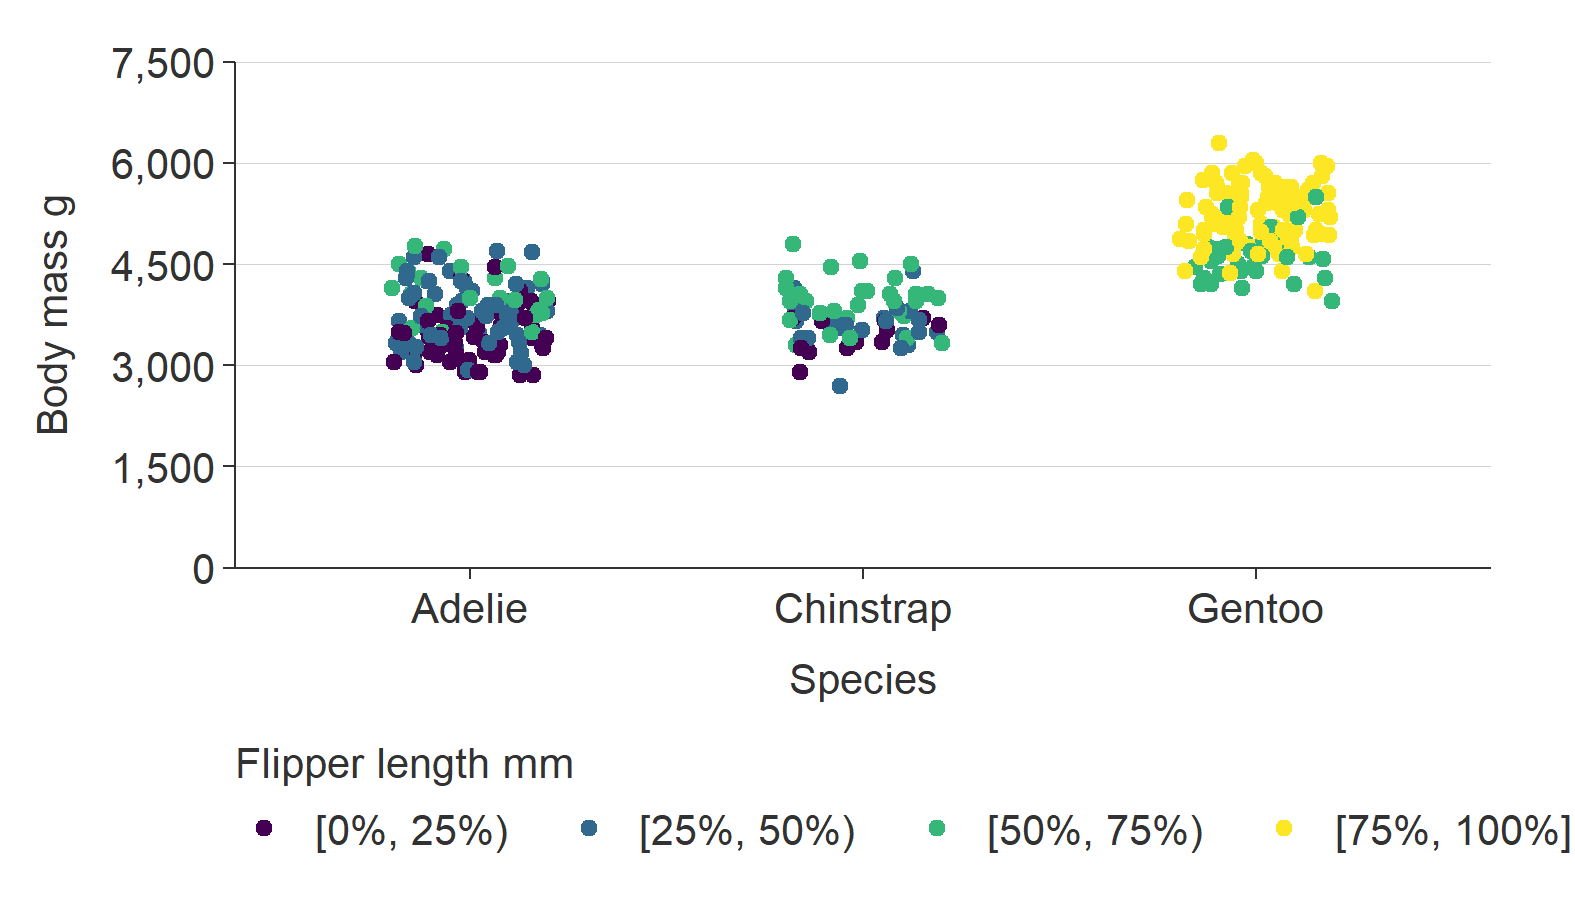 7,500
6,000
4,500
3,000
1,500
0
Body mass g
Adelie Chinstrap Gentoo
Species
Flipper length mm
[0%, 25%) [25%, 50%) [50%, 75%) [75%, 100%]